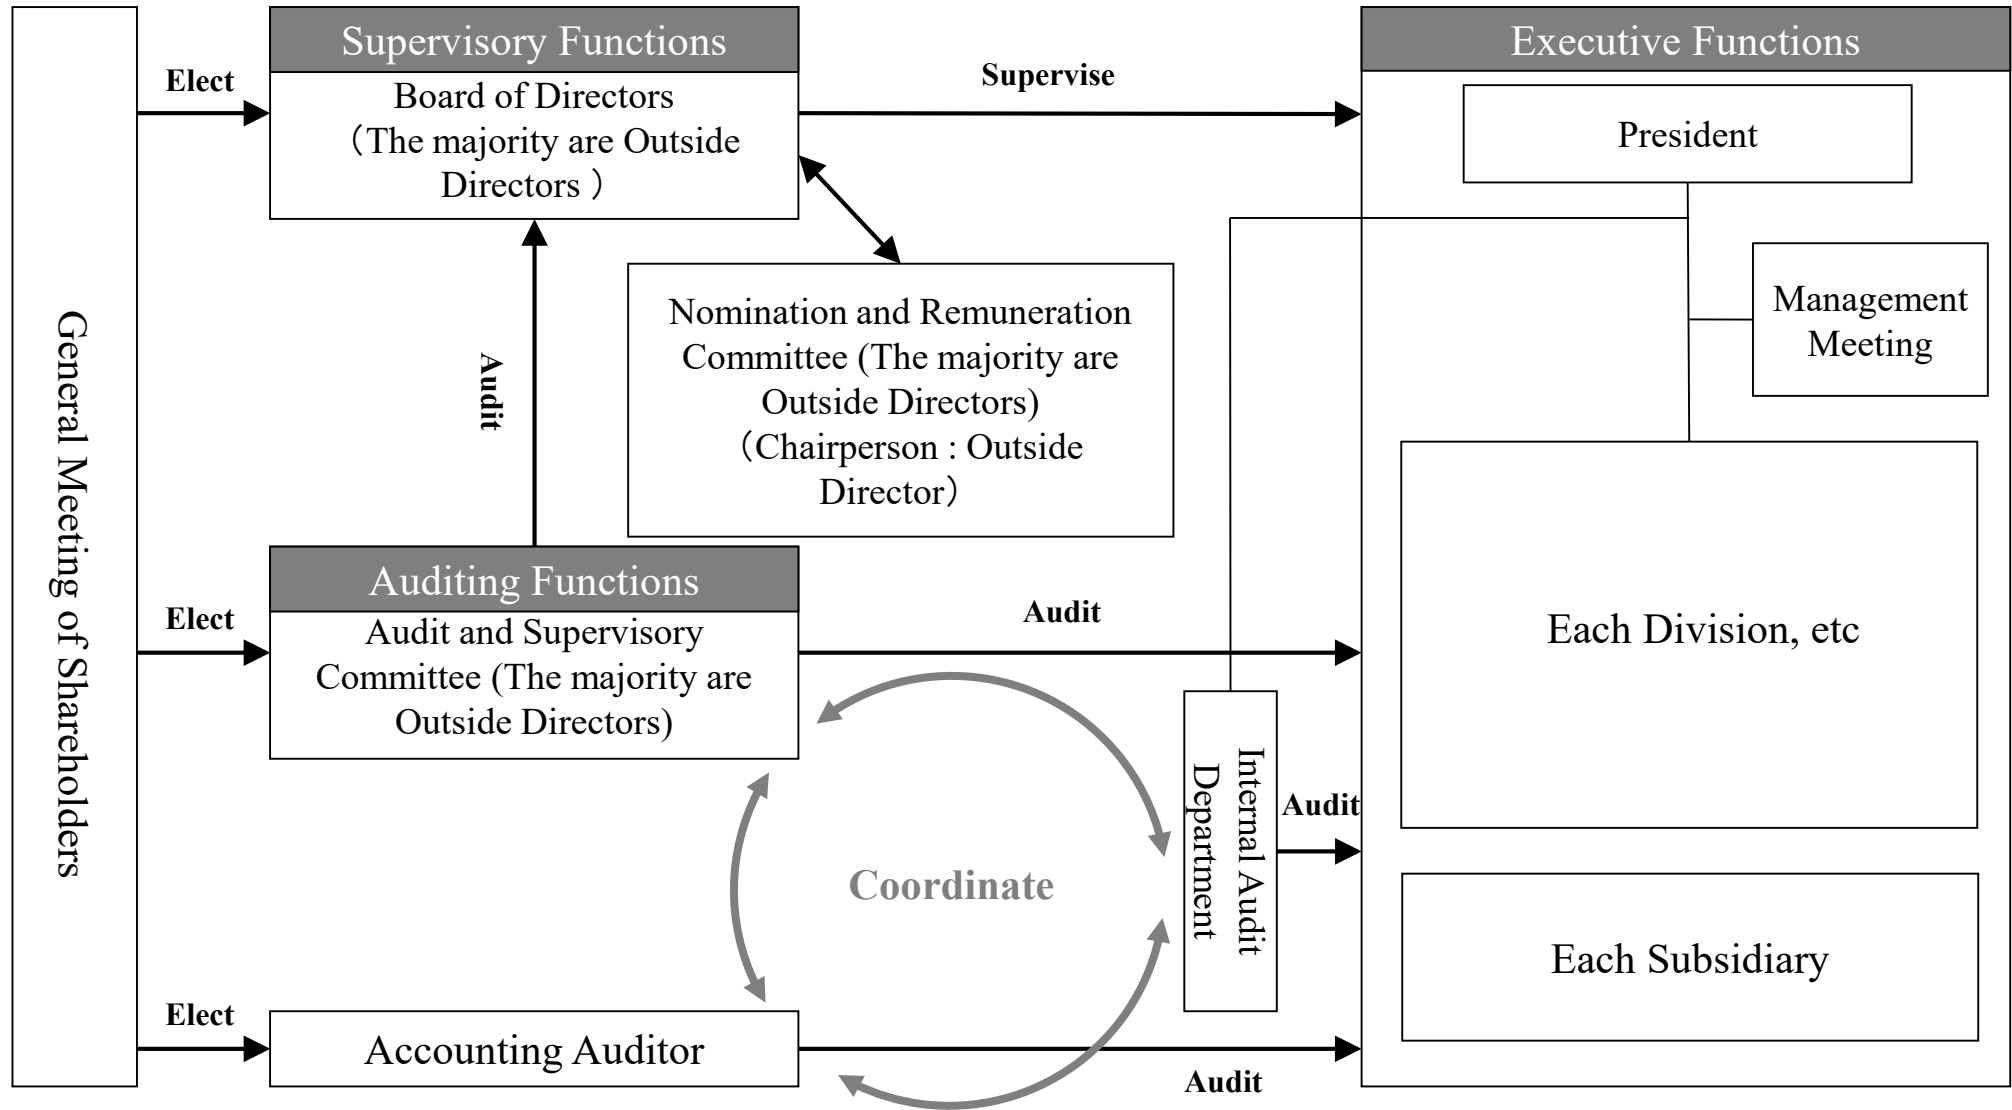 General Meeting of Shareholders
Elect
Supervisory Functions
Board of Directors
（The majority are Outside
Directors ）
Supervise
Executive Functions
President
Management
Meeting
Nomination and Remuneration
Committee (The majority are
Outside Directors)
（Chairperson : Outside
Director）
Audit
Elect
Auditing Functions
Audit and Supervisory
Committee (The majority are
Outside Directors)
Audit
Each Division, etc
Internal Audit
Department
Audit
Coordinate
Each Subsidiary
Elect
Accounting Auditor
Audit